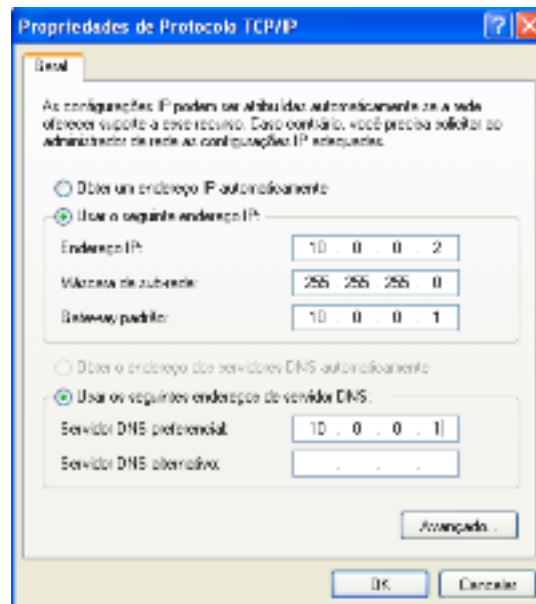 Propriedades de Protocolo TCP/IP
Geral
As configurações IP podem ser atribuídas automaticamente se a rede
oferecer suporte a esse recurso. Caso contrário, você precisa solicitar ao
administrador de rede as configurações IP adequadas.
Obter um endereço IP automaticamente
Usar o seguinte endereço IP:
Endereço IP: 10 . 0 . 0 . 2
Máscara de sub-rede: 255 . 255 . 255 . 0
Gateway padrão: 10 . 0 . 0 . 1
Obter o endereço dos servidores DNS automaticamente
Usar os seguintes endereços de servidor DNS:
Servidor DNS preferencial: 10 . 0 . 0 . 1
Servidor DNS alternativo: . . .
Avançado...
OK Cancelar